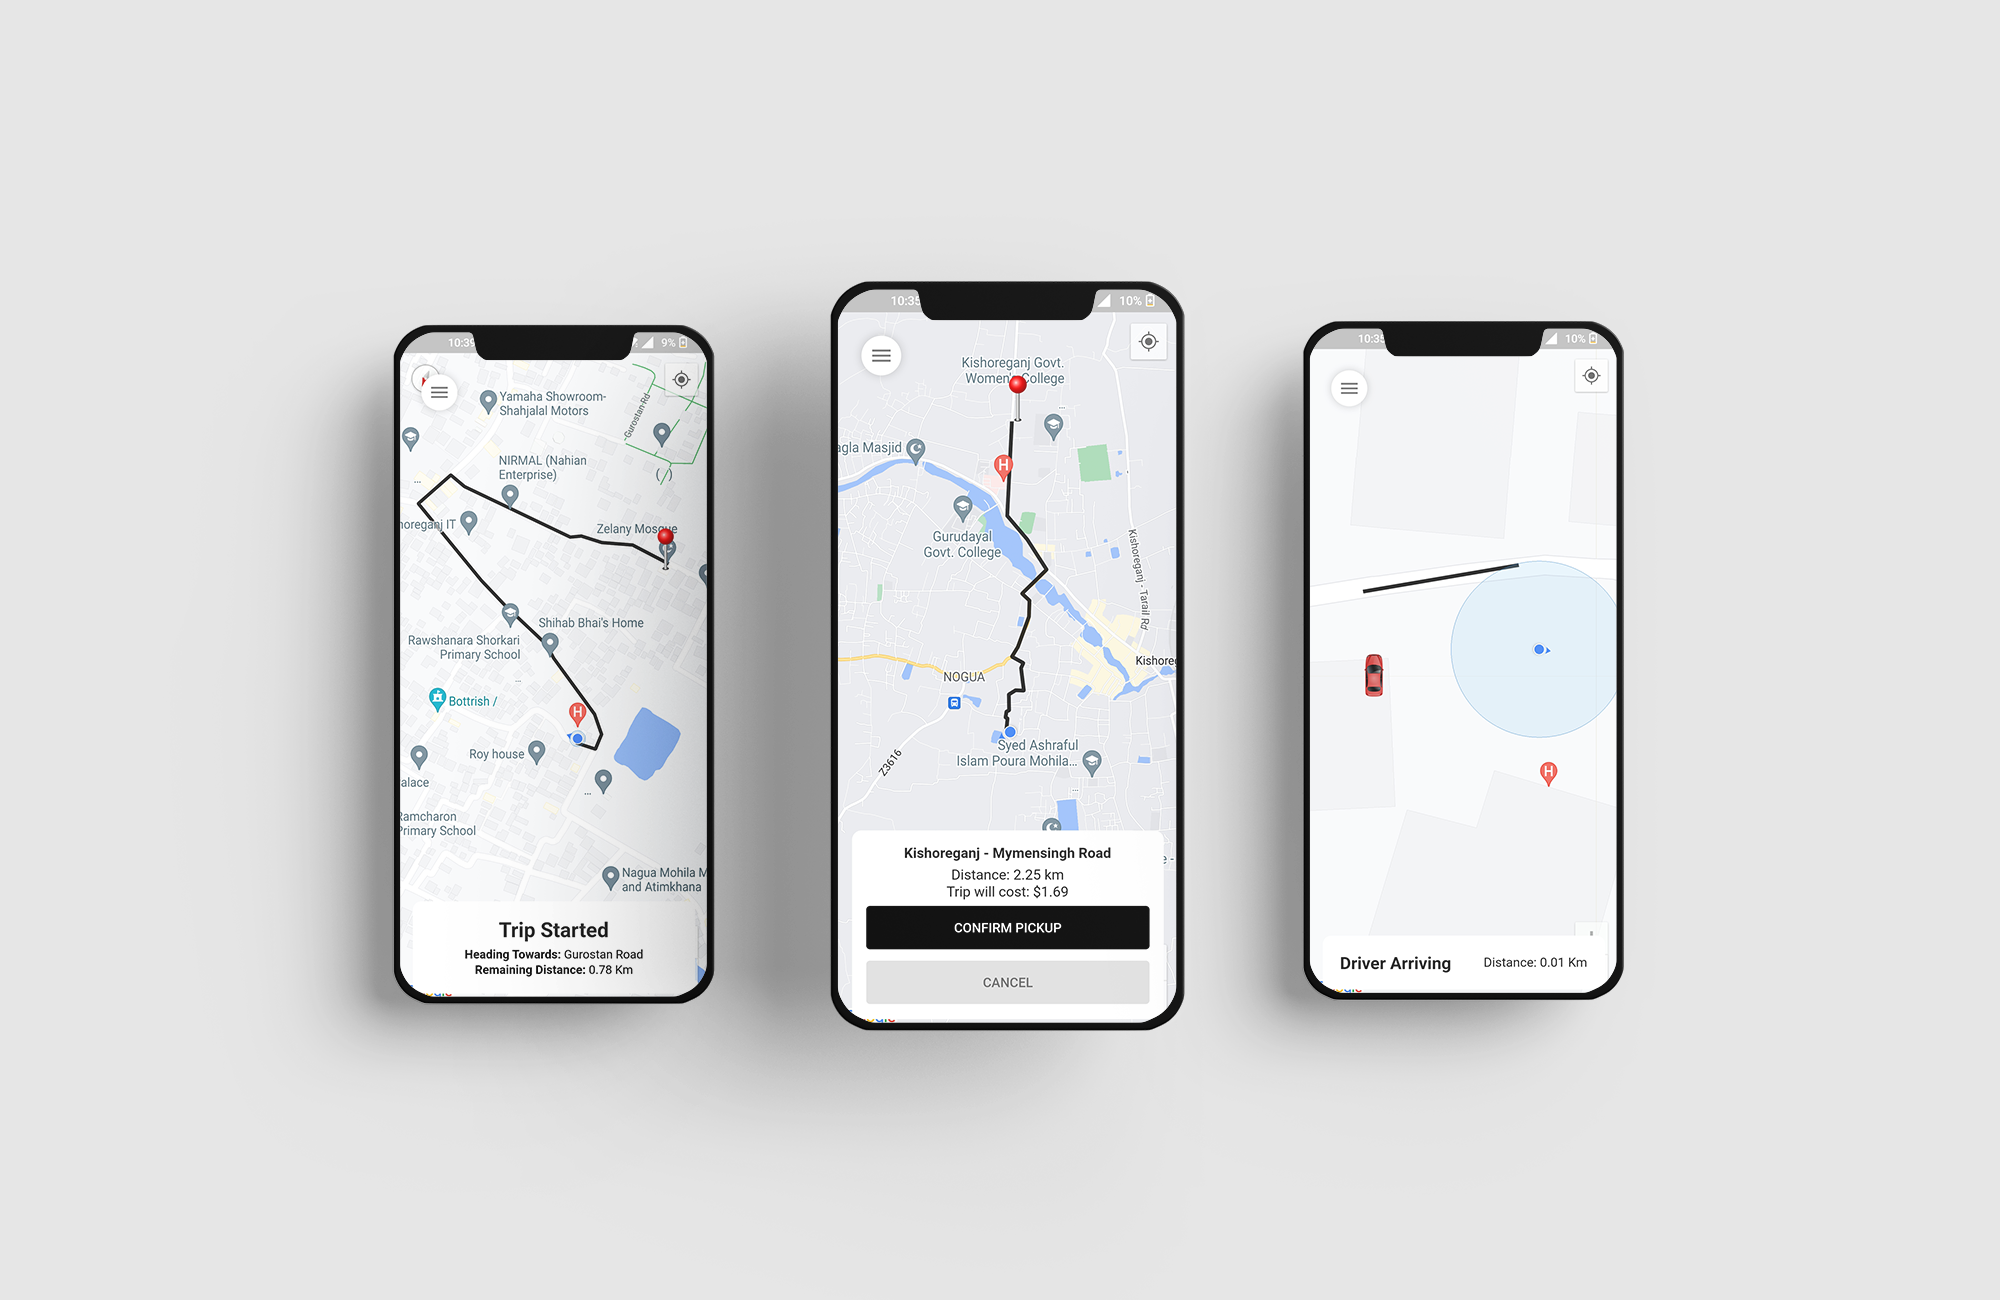 10:39
9%
Yamaha Showroom-
Shahjalal Motors
Gurostan Rd
NIRMAL (Nahian
Enterprise)
horeganj IT
Zelany Mosque
Shihab Bhai's Home
Rawshanara Shorkari
Primary School
Bottrish /
Roy house
alace
Ramcharon
Primary School
Nagua Mohila M
and Atimkhana
Trip Started
Heading Towards: Gurostan Road
Remaining Distance: 0.78 Km
10:35
10%
Kishoreganj Govt.
Women's College
agla Masjid
Gurudayal
Govt. College
Kishoreganj - Tarail Rd
Kishoreg
NOGUA
Z3616
Syed Ashraful
Islam Poura Mohila...
Kishoreganj - Mymensingh Road
Distance: 2.25 km
Trip will cost: $1.69
CONFIRM PICKUP
CANCEL
10:35
10%
Driver Arriving
Distance: 0.01 Km